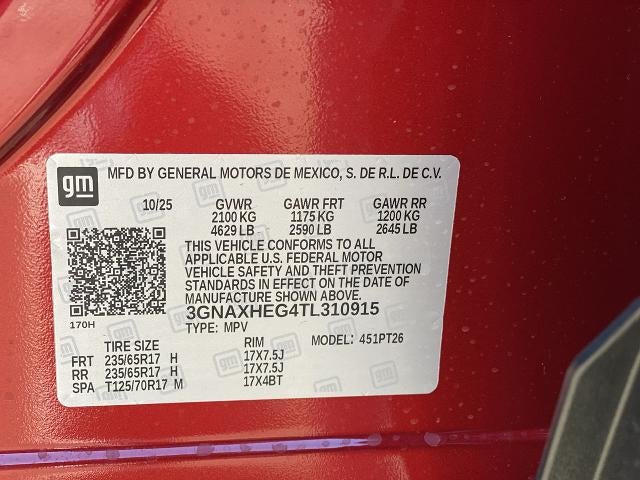 gm
MFD BY GENERAL MOTORS DE MEXICO, S. DE R.L. DE C.V.
10/25 GVWR GAWR FRT GAWR RR
2100 KG 1175 KG 1200 KG
4629 LB 2590 LB 2645 LB
THIS VEHICLE CONFORMS TO ALL
APPLICABLE U.S. FEDERAL MOTOR
VEHICLE SAFETY AND THEFT PREVENTION
STANDARDS IN EFFECT ON THE DATE OF
MANUFACTURE SHOWN ABOVE.
3GNAXHEG4TL310915
170H
TYPE: MPV MODEL: 451PT26
TIRE SIZE RIM
FRT 235/65R17 H 17X7.5J
RR 235/65R17 H 17X7.5J
SPA T125/70R17 M 17X4BT